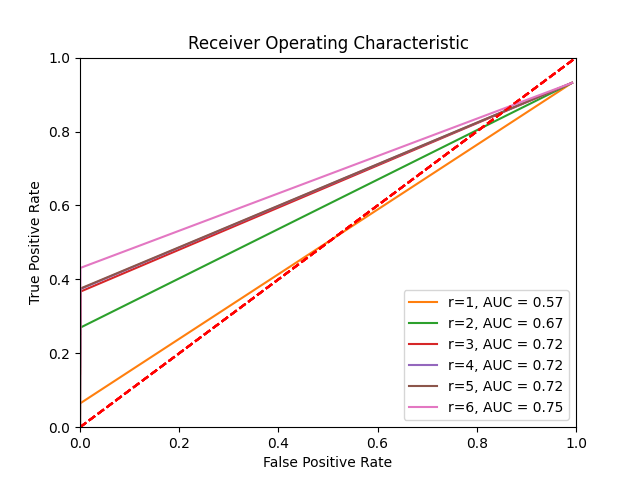 Receiver Operating Characteristic
True Positive Rate
1.0
0.8
0.6
0.4
0.2
0.0
r=1, AUC = 0.57
r=2, AUC = 0.67
r=3, AUC = 0.72
r=4, AUC = 0.72
r=5, AUC = 0.72
r=6, AUC = 0.75
0.0 0.2 0.4 0.6 0.8 1.0
False Positive Rate